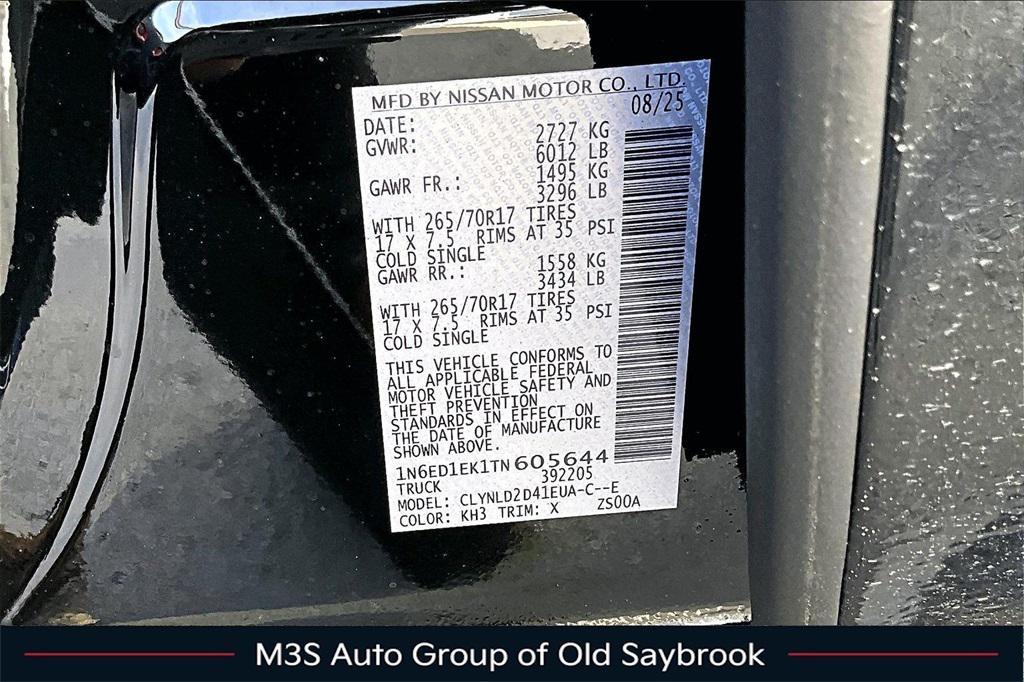 MFD BY NISSAN MOTOR CO., LTD.
DATE: 08/25
GVWR: 2727 KG
6012 LB
GAWR FR.: 1495 KG
3296 LB
WITH 265/70R17 TIRES
17 X 7.5 RIMS AT 35 PSI
COLD SINGLE
GAWR RR.: 1558 KG
3434 LB
WITH 265/70R17 TIRES
17 X 7.5 RIMS AT 35 PSI
COLD SINGLE
THIS VEHICLE CONFORMS TO
ALL APPLICABLE FEDERAL
MOTOR VEHICLE SAFETY AND
THEFT PREVENTION
STANDARDS IN EFFECT ON
THE DATE OF MANUFACTURE
SHOWN ABOVE.
1N6ED1EK1TN605644
TRUCK 392205
MODEL: CLYNLD2D41EUA-C--E
COLOR: KH3 TRIM: X ZS00A
M3S Auto Group of Old Saybrook